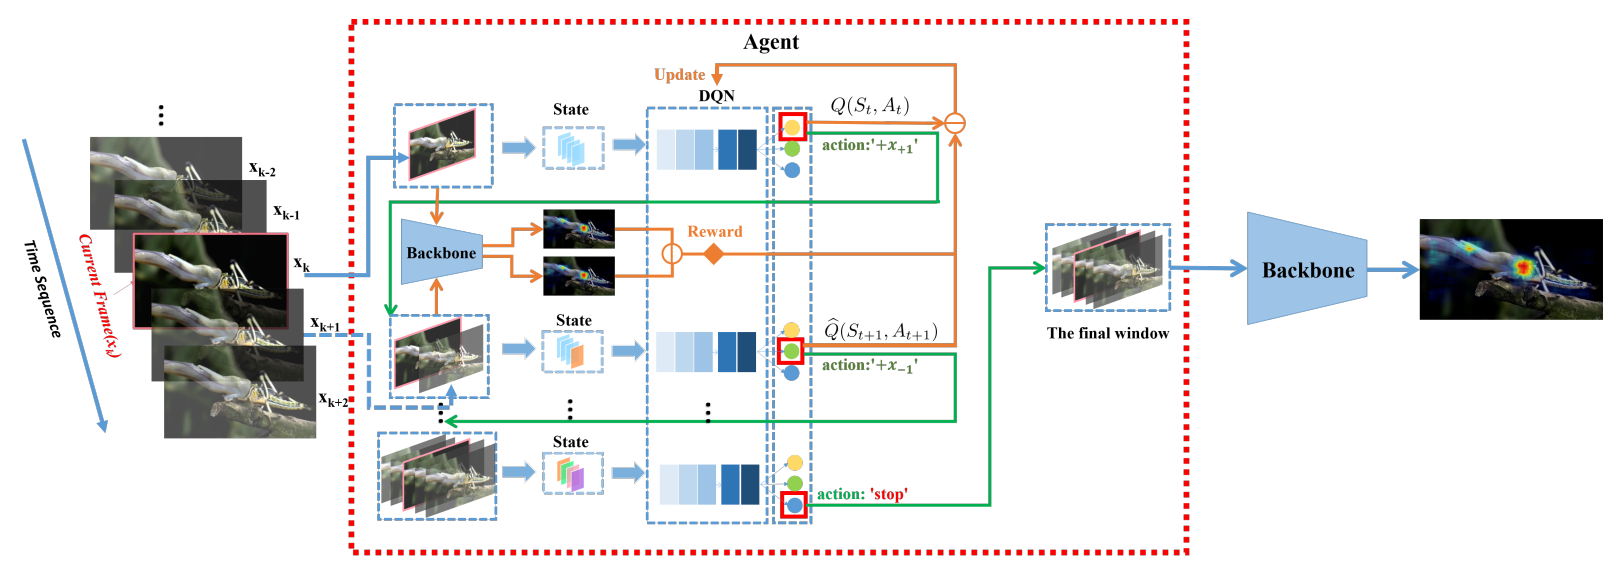 Agent
Update
DQN
State
Q(S_t, A_t)
action:'+x_{+1}'
x_{k-2}
x_{k-1}
Current Frame(x_k)
x_k
x_{k+1}
x_{k+2}
Time Sequence
Backbone
Reward
State
Q̂(S_{t+1}, A_{t+1})
action:'+x_{-1}'
State
action: 'stop'
The final window
Backbone